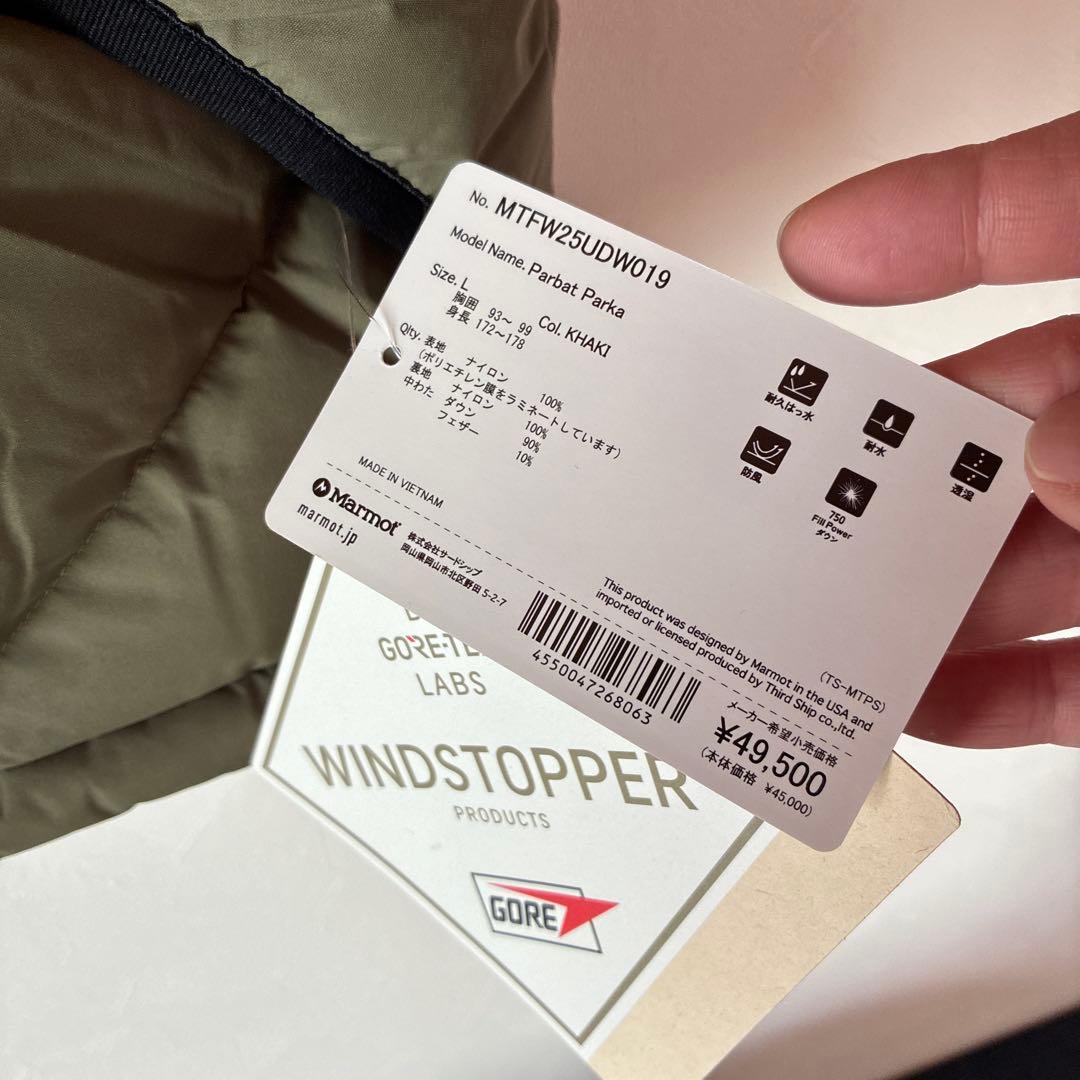 No. MTFW25UDW019
Model Name. Parbat Parka
Size. L Col. KHAKI
胸囲 93～ 99
身長 172～178
Qlty. 表地 ナイロン 100%
(ポリエチレン膜をラミネートしています)
裏地 ナイロン 100%
中わた ダウン 90%
フェザー 10%
耐久はっ水
耐水
透湿
防風
750
Fill Power
ダウン
MADE IN VIETNAM
Marmot
marmot.jp
株式会社サードシップ
岡山県岡山市北区野田 5-2-7
This product was designed by Marmot in the USA and
imported or licensed produced by Third Ship co.,ltd.
4550047268063
(TS-MTPS)
メーカー希望小売価格
¥49,500
(本体価格 ¥45,000)
LABS
WINDSTOPPER
PRODUCTS
GORE